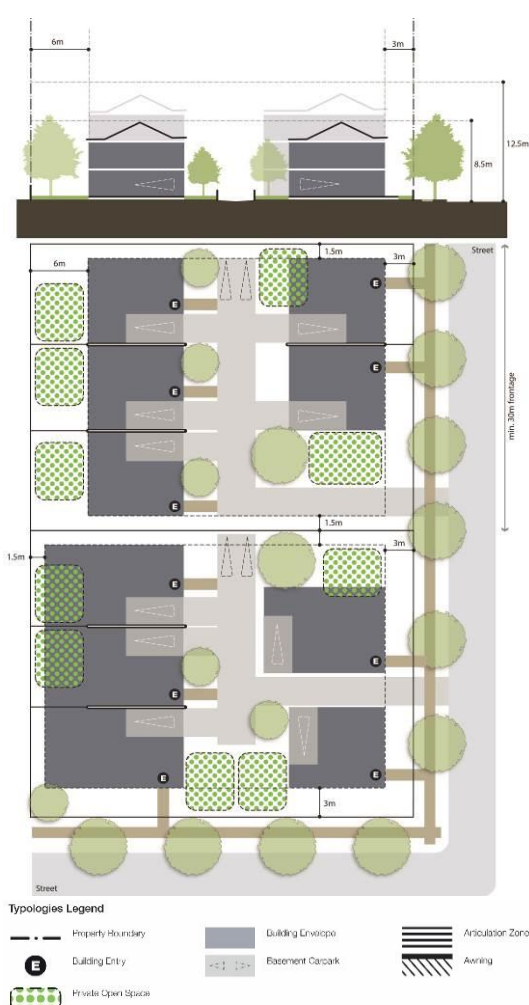 6m
3m
12.5m
8.5m
Street
1.5m
6m
3m
E
E
E
E
E
min. 30m frontage
1.5m
1.5m
3m
E
E
E
E
E
3m
Street
Typologies Legend
Property Boundary
Building Envelope
Articulation Zone
E
Building Entry
Basement Carpark
Awning
Private Open Space